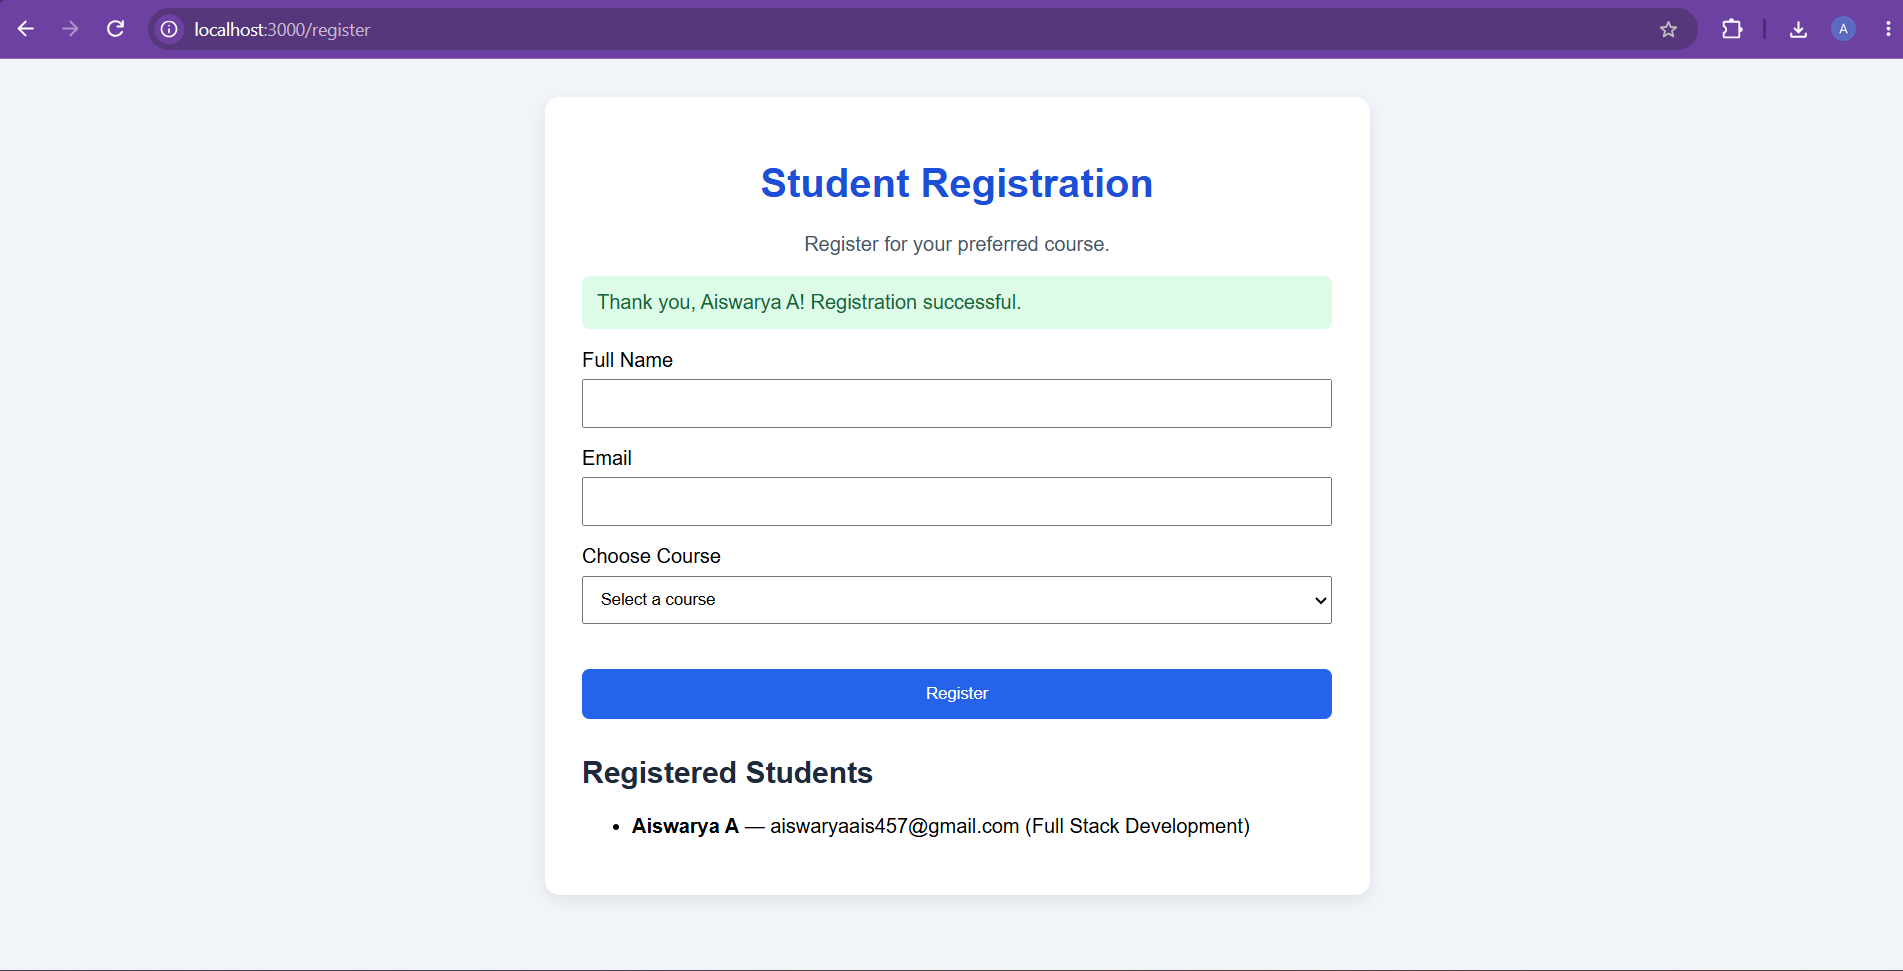 localhost:3000/register
A
Student Registration
Register for your preferred course.
Thank you, Aiswarya A! Registration successful.
Full Name
Email
Choose Course
Select a course
Register
Registered Students
• Aiswarya A — aiswaryaais457@gmail.com (Full Stack Development)